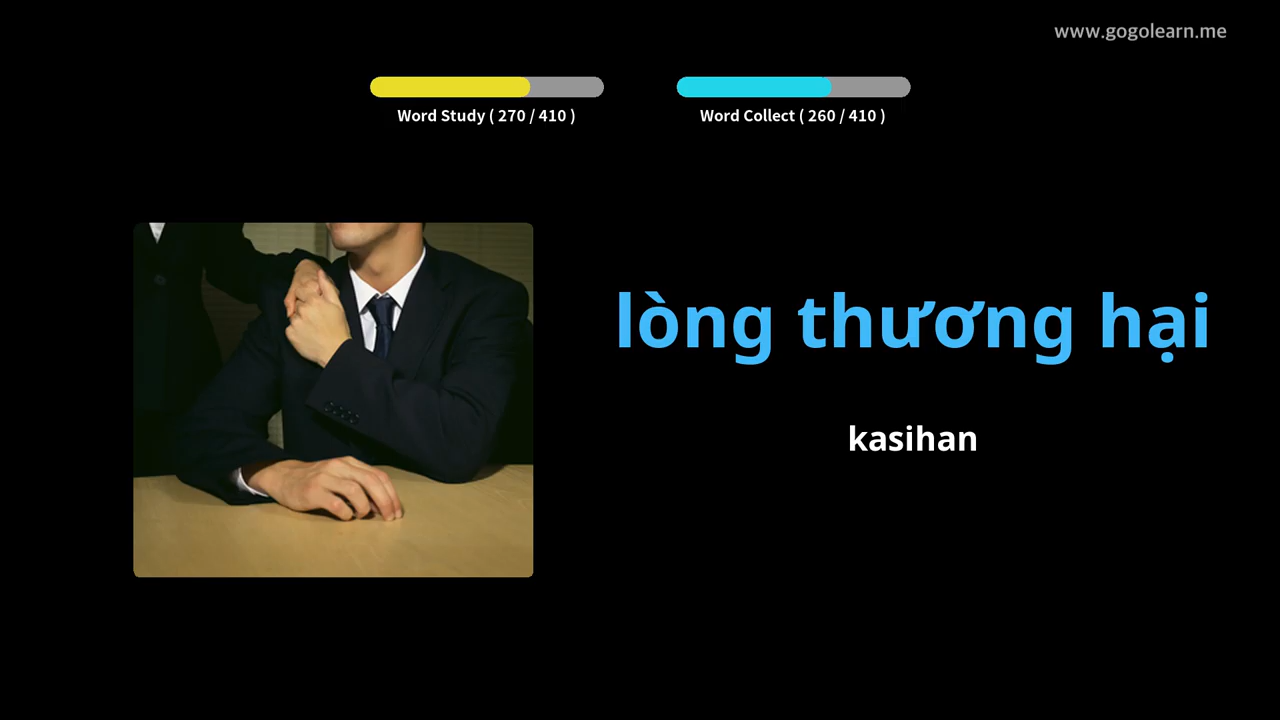 www.gogolearn.me
Word Study ( 270 / 410 )
Word Collect ( 260 / 410 )
lòng thương hại
kasihan